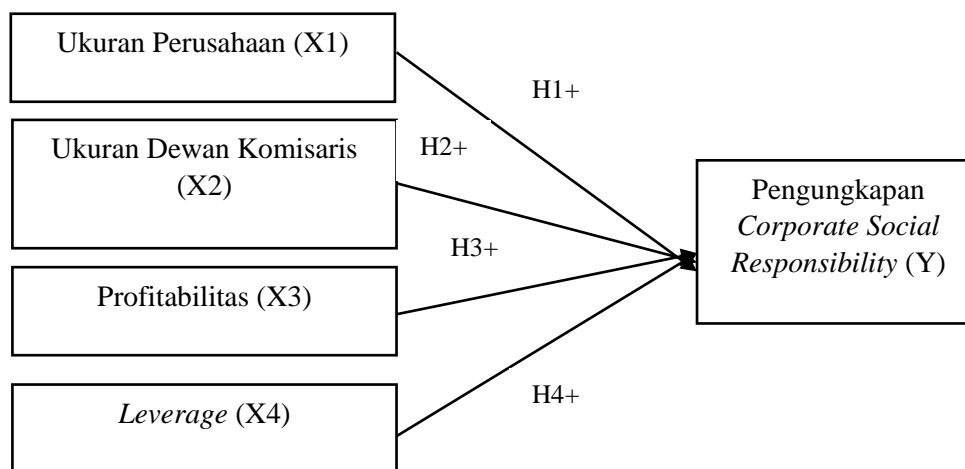 Ukuran Perusahaan (X1)
H1+
Ukuran Dewan Komisaris
(X2)
H2+
Pengungkapan
Corporate Social
Responsibility (Y)
H3+
Profitabilitas (X3)
Leverage (X4)
H4+